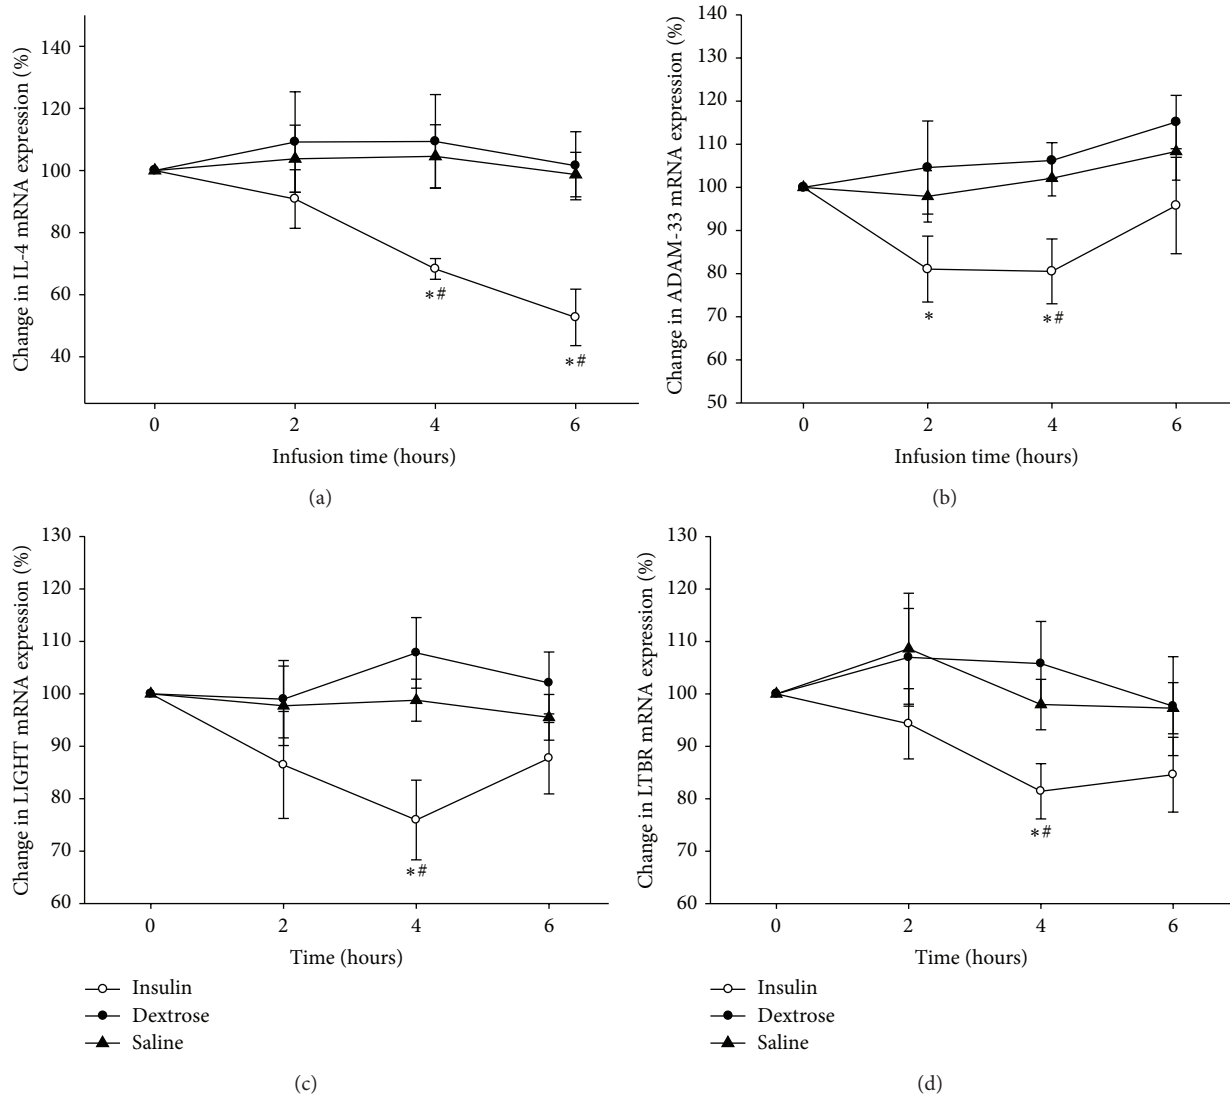 Change in IL-4 mRNA expression (%)
140
120
100
80
60
40
0 2 4 6
*#
*#
Infusion time (hours)
(a)
Change in ADAM-33 mRNA expression (%)
140
130
120
110
100
90
80
70
60
50
0 2 4 6
*
*#
Infusion time (hours)
(b)
Change in LIGHT mRNA expression (%)
130
120
110
100
90
80
70
60
0 2 4 6
*#
Time (hours)
Insulin
Dextrose
Saline
(c)
Change in LTBR mRNA expression (%)
130
120
110
100
90
80
70
60
0 2 4 6
*#
Time (hours)
Insulin
Dextrose
Saline
(d)